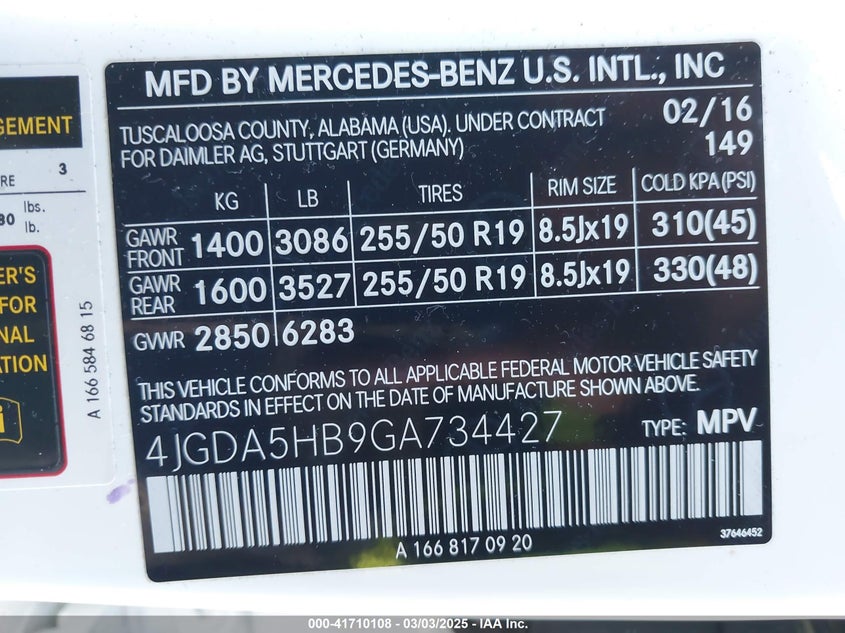 MFD BY MERCEDES-BENZ U.S. INTL., INC
TUSCALOOSA COUNTY, ALABAMA (USA). UNDER CONTRACT 02/16
FOR DAIMLER AG, STUTTGART (GERMANY) 149
KG LB TIRES RIM SIZE COLD KPA(PSI)
GAWR FRONT 1400 3086 255/50 R19 8.5Jx19 310(45)
GAWR REAR 1600 3527 255/50 R19 8.5Jx19 330(48)
GVWR 2850 6283
THIS VEHICLE CONFORMS TO ALL APPLICABLE FEDERAL MOTOR VEHICLE SAFETY
STANDARDS IN EFFECT ON THE DATE OF MANUFACTURE SHOWN ABOVE.
4JGDA5HB9GA734427 TYPE: MPV
A 166 817 09 20
37646452
3
lbs.
lb.
FOR
A 166 584 68 15
000-41710108 - 03/03/2025 - IAA Inc.